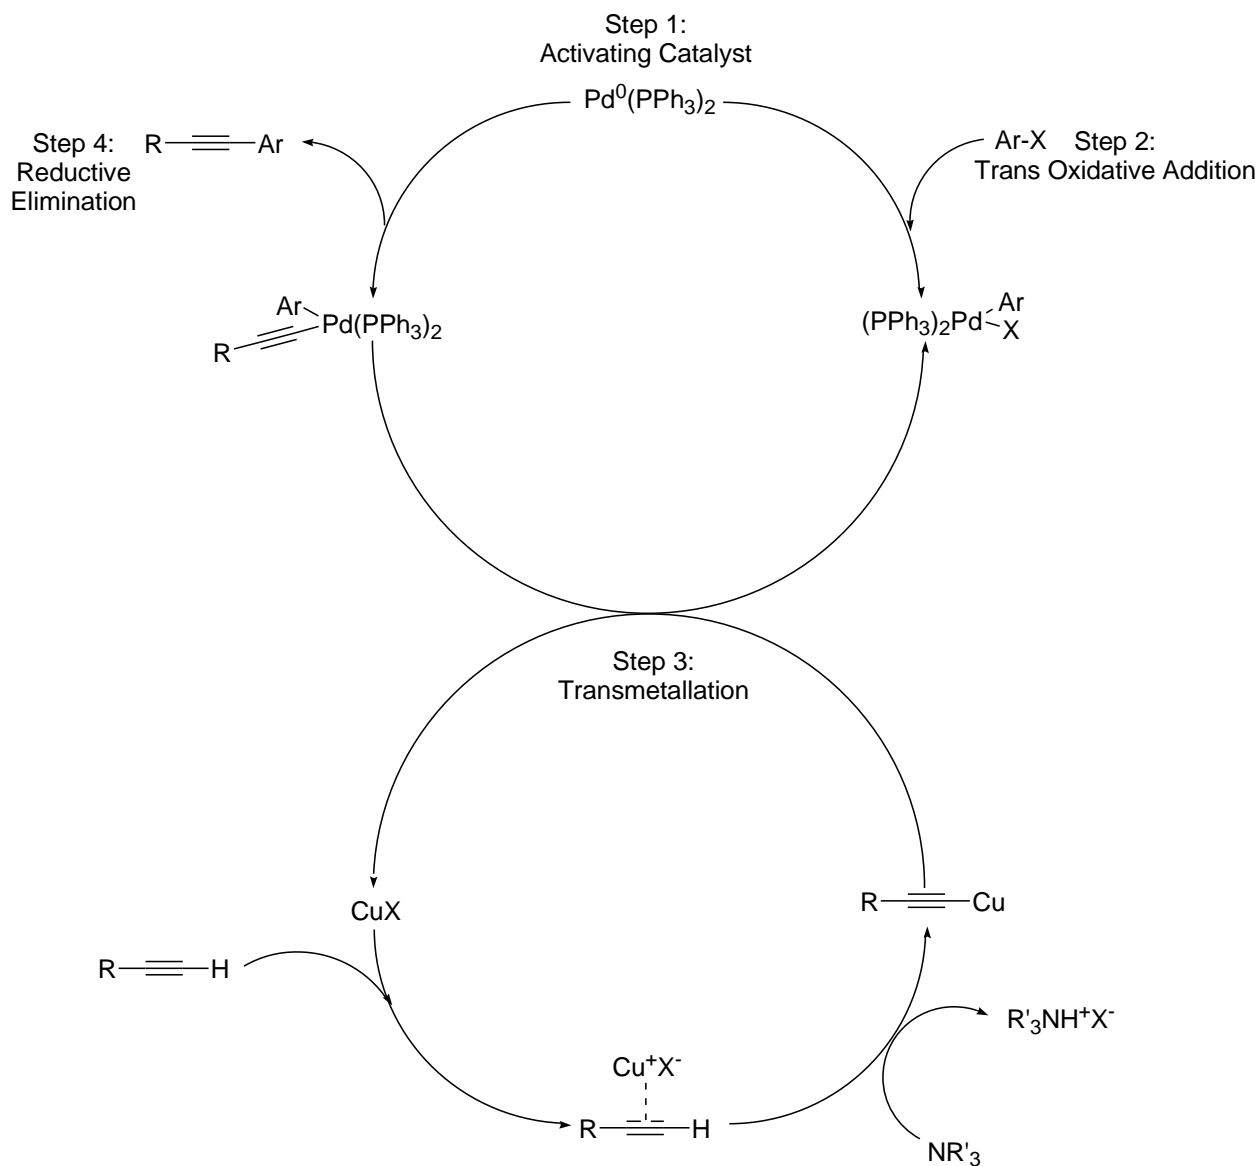 Step 1:
Activating Catalyst
Pd⁰(PPh₃)₂
Step 4:
Reductive
Elimination
R Ar
Ar-X
Step 2:
Trans Oxidative Addition
Ar
Pd(PPh₃)₂
R
(PPh₃)₂Pd
Ar
X
Step 3:
Transmetallation
CuX
R Cu
R H
R'₃NH⁺X⁻
Cu⁺X⁻
R H
NR'₃